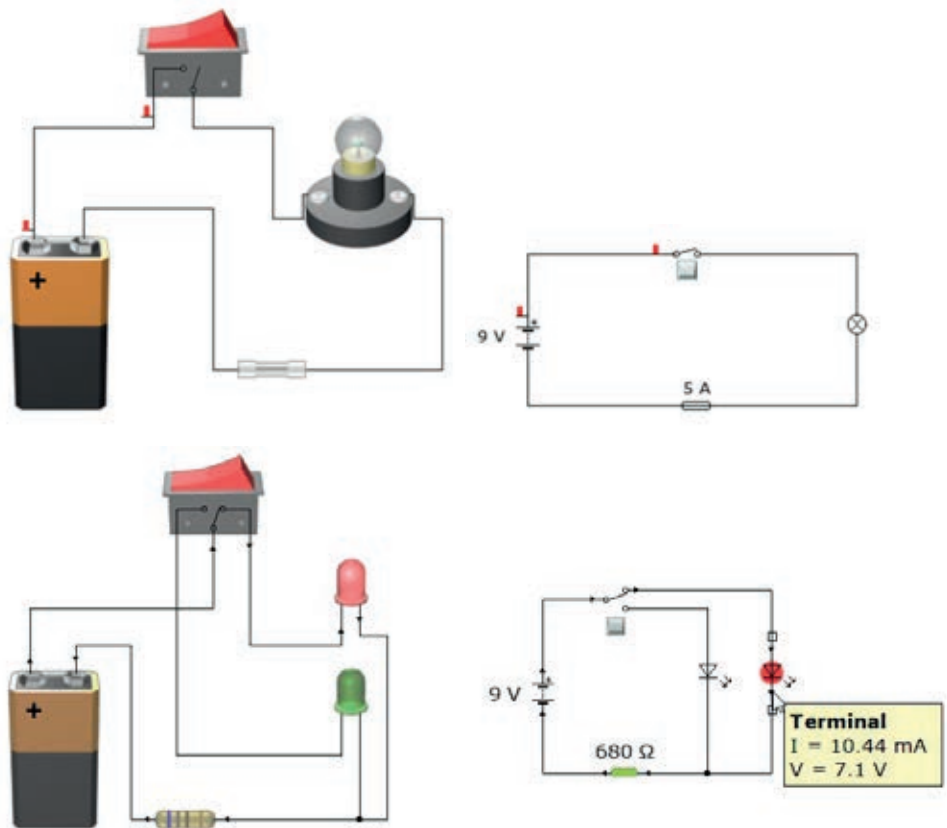 +
9 V
5 A
+
9 V
680 Ω
Terminal
I = 10.44 mA
V = 7.1 V